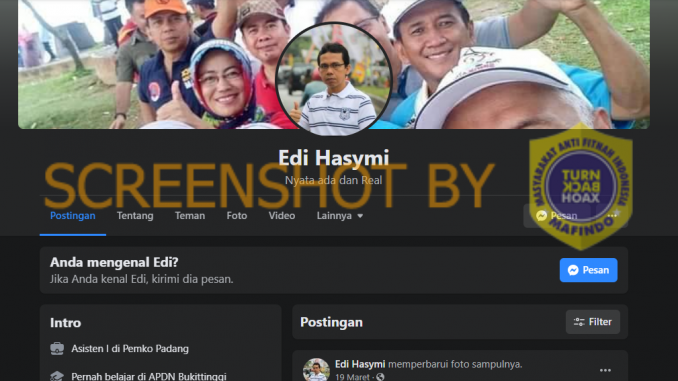 Edi Hasymi
Nyata ada dan Real
SCREENSHOT BY
MASYARAKAT ANTI FITNAH INDONESIA
TURN
BACK
HOAX
MAFINDO
Postingan Tentang Teman Foto Video Lainnya
Pesan
Anda mengenal Edi?
Jika Anda kenal Edi, kirimi dia pesan.
Pesan
Intro
Asisten I di Pemko Padang
Pernah belajar di APDN Bukittinggi
Postingan
Filter
Edi Hasymi memperbarui foto sampulnya.
19 Maret ·